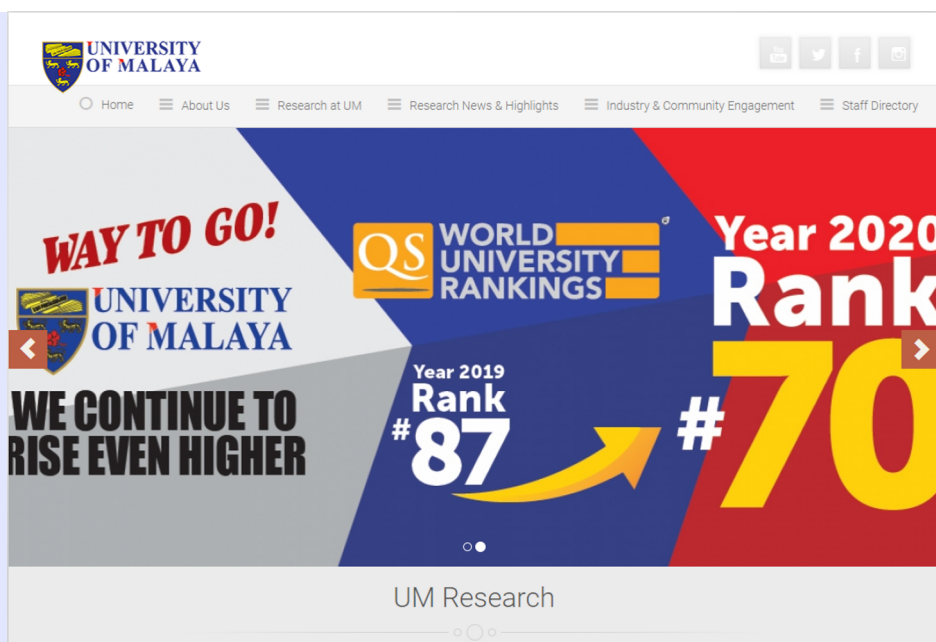 UNIVERSITY
OF MALAYA
You
Home
About Us
Research at UM
Research News & Highlights
Industry & Community Engagement
Staff Directory
WAY TO GO!
UNIVERSITY
OF MALAYA
WE CONTINUE TO
RISE EVEN HIGHER
QS
WORLD
UNIVERSITY
RANKINGS
Year 2019
Rank
#87
Year 2020
Rank
#70
UM Research